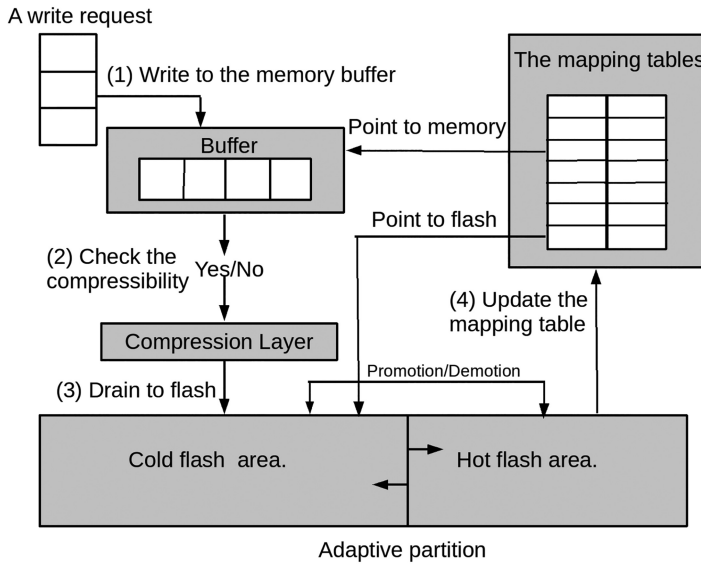 A write request
(1) Write to the memory buffer
The mapping tables
Buffer
Point to memory
Point to flash
(2) Check the
compressibility
Yes/No
(4) Update the
mapping table
Compression Layer
(3) Drain to flash
Promotion/Demotion
Cold flash area.
Hot flash area.
Adaptive partition